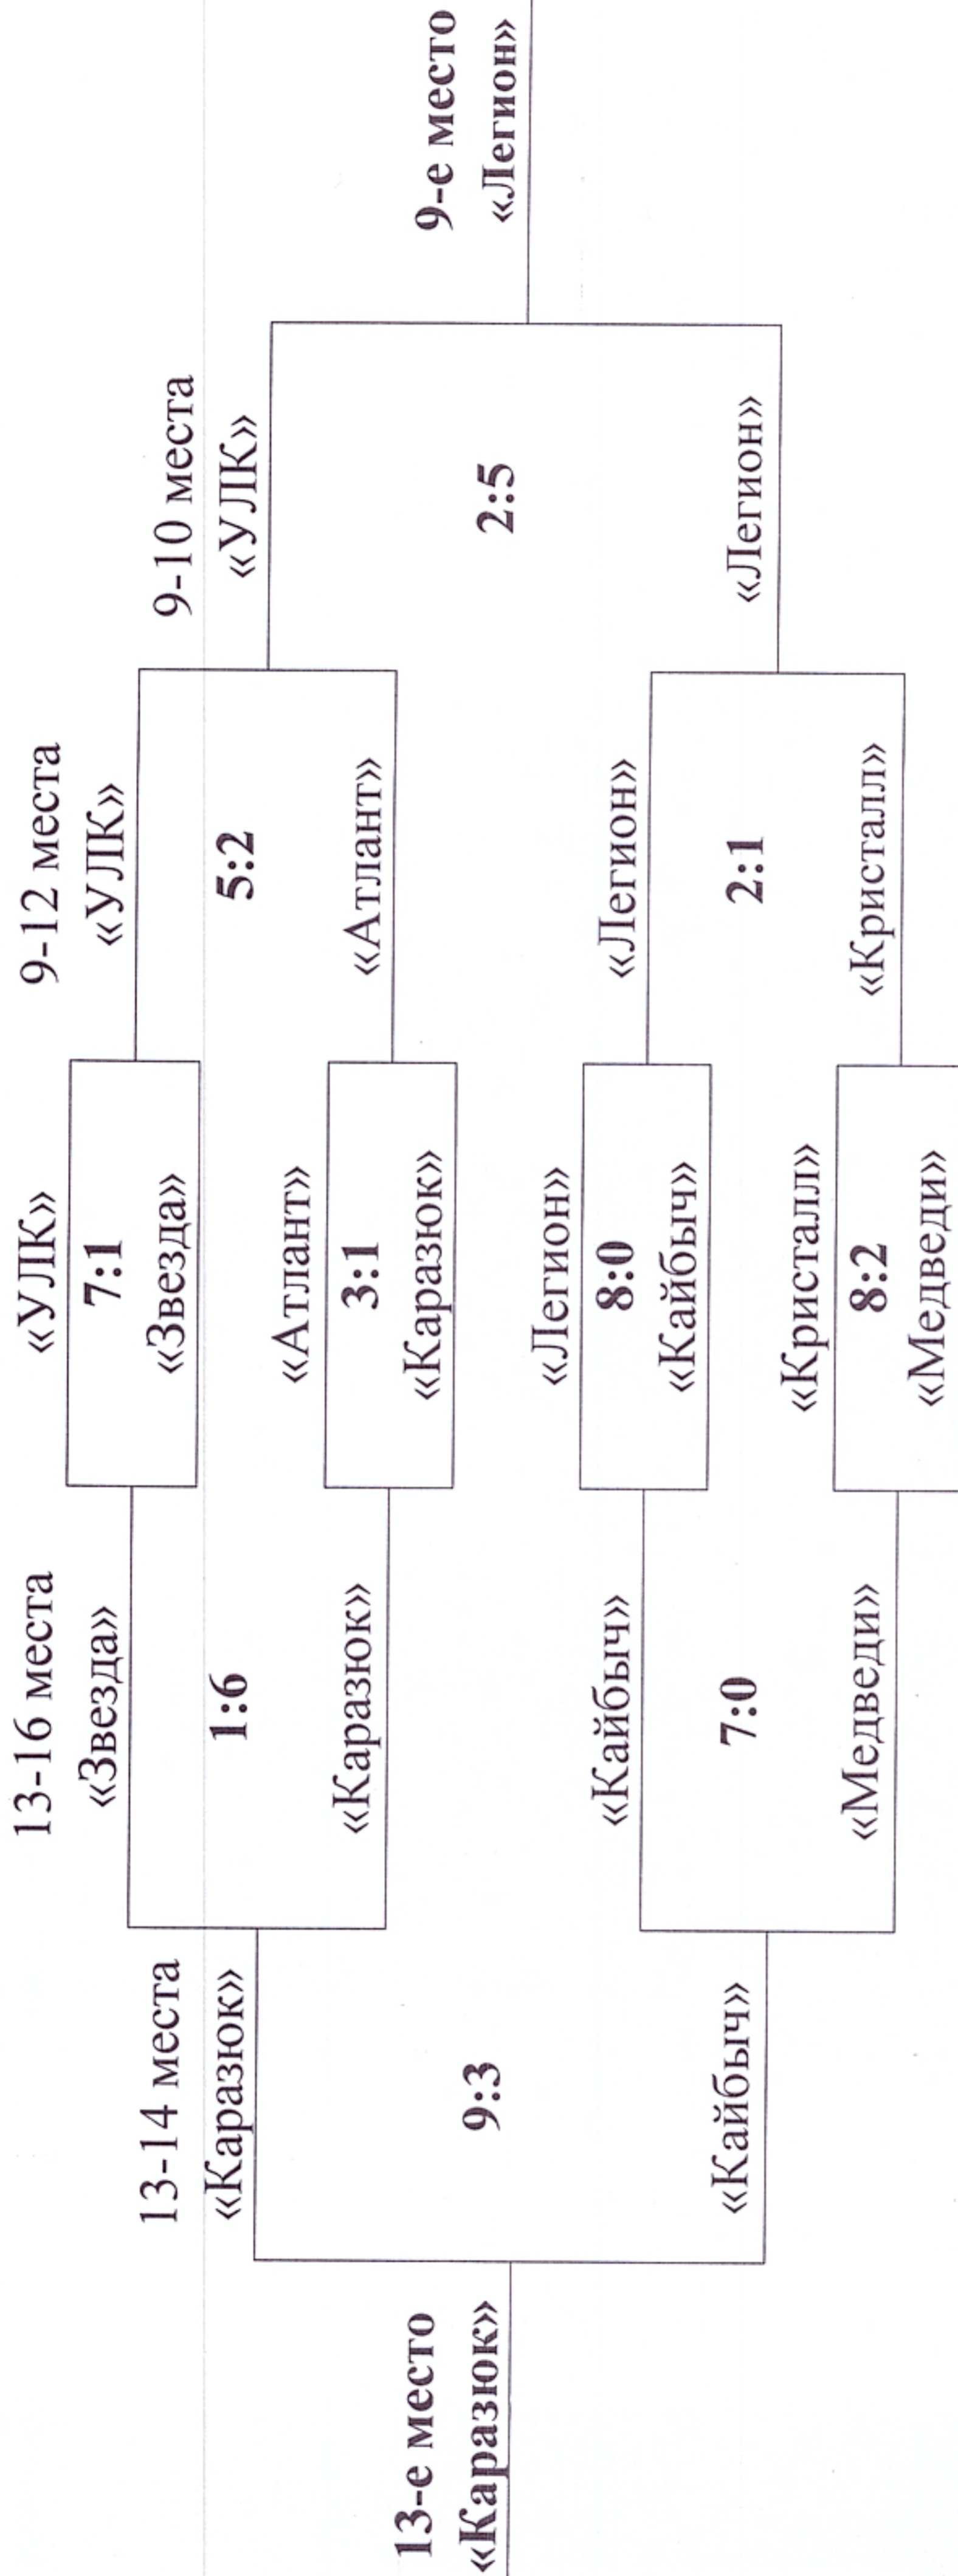 13-е место
«Каразюк»
13-14 места
«Каразюк»
9:3
«Кайбыч»
13-16 места
«Звезда»
1:6
«Каразюк»
«Кайбыч»
7:0
«Медведи»
«УЛК»
7:1
«Звезда»
«Атлант»
3:1
«Каразюк»
«Легион»
8:0
«Кайбыч»
«Кристалл»
8:2
«Медведи»
9-12 места
«УЛК»
5:2
«Атлант»
«Легион»
2:1
«Кристалл»
9-10 места
«УЛК»
2:5
«Легион»
9-е место
«Легион»